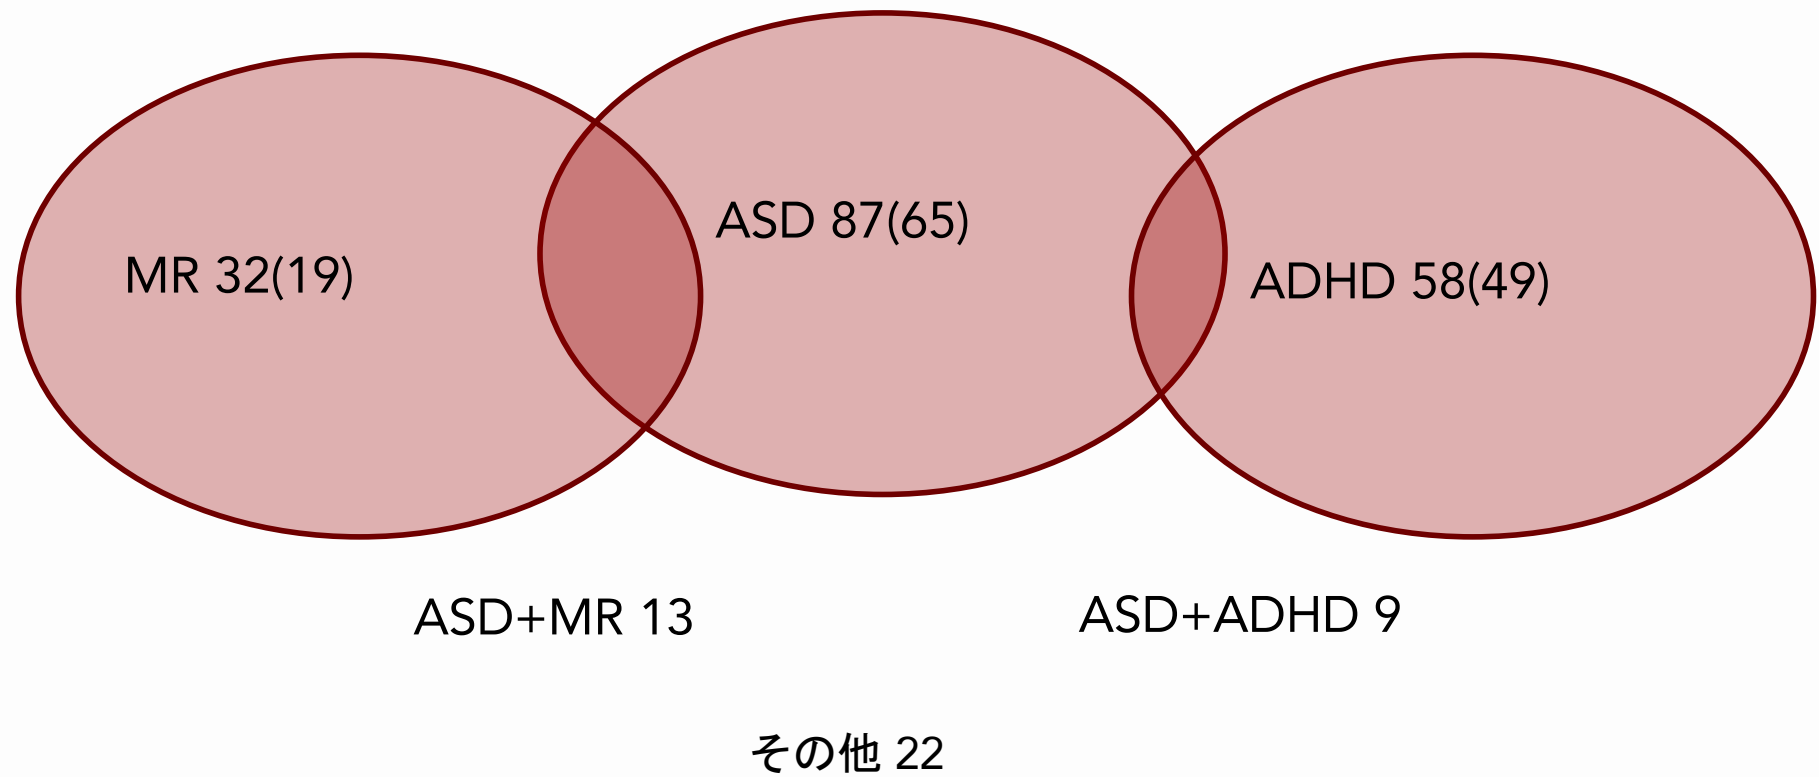 ASD 87(65)
MR 32(19)
ADHD 58(49)
ASD+MR 13
ASD+ADHD 9
その他 22